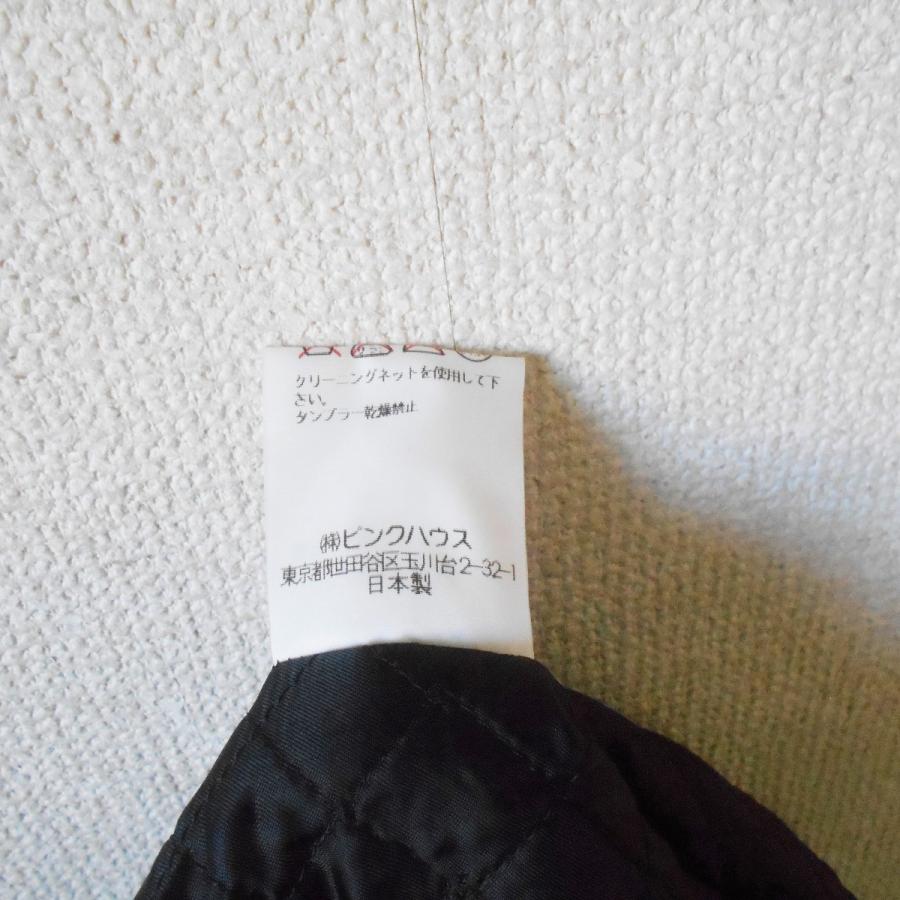 クリーニングネットを使用して下
さい。
タンブラー乾燥禁止
㈱ピンクハウス
東京都世田谷区玉川台2-32-1
日本製